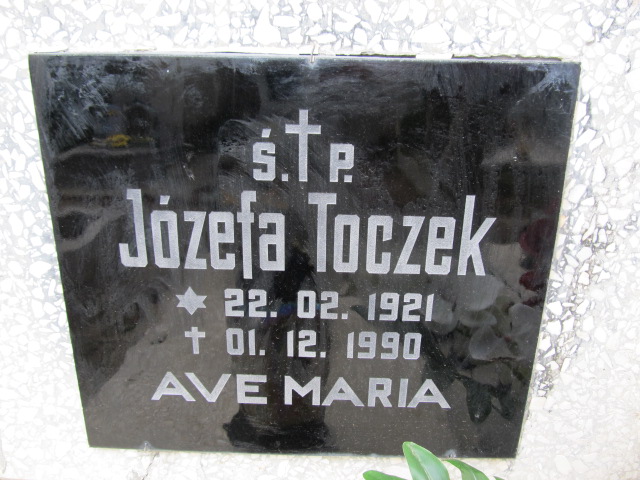 Ś. † P.
Józefa Toczek
✶ 22. 02. 1921
† 01. 12. 1990
AVE MARIA